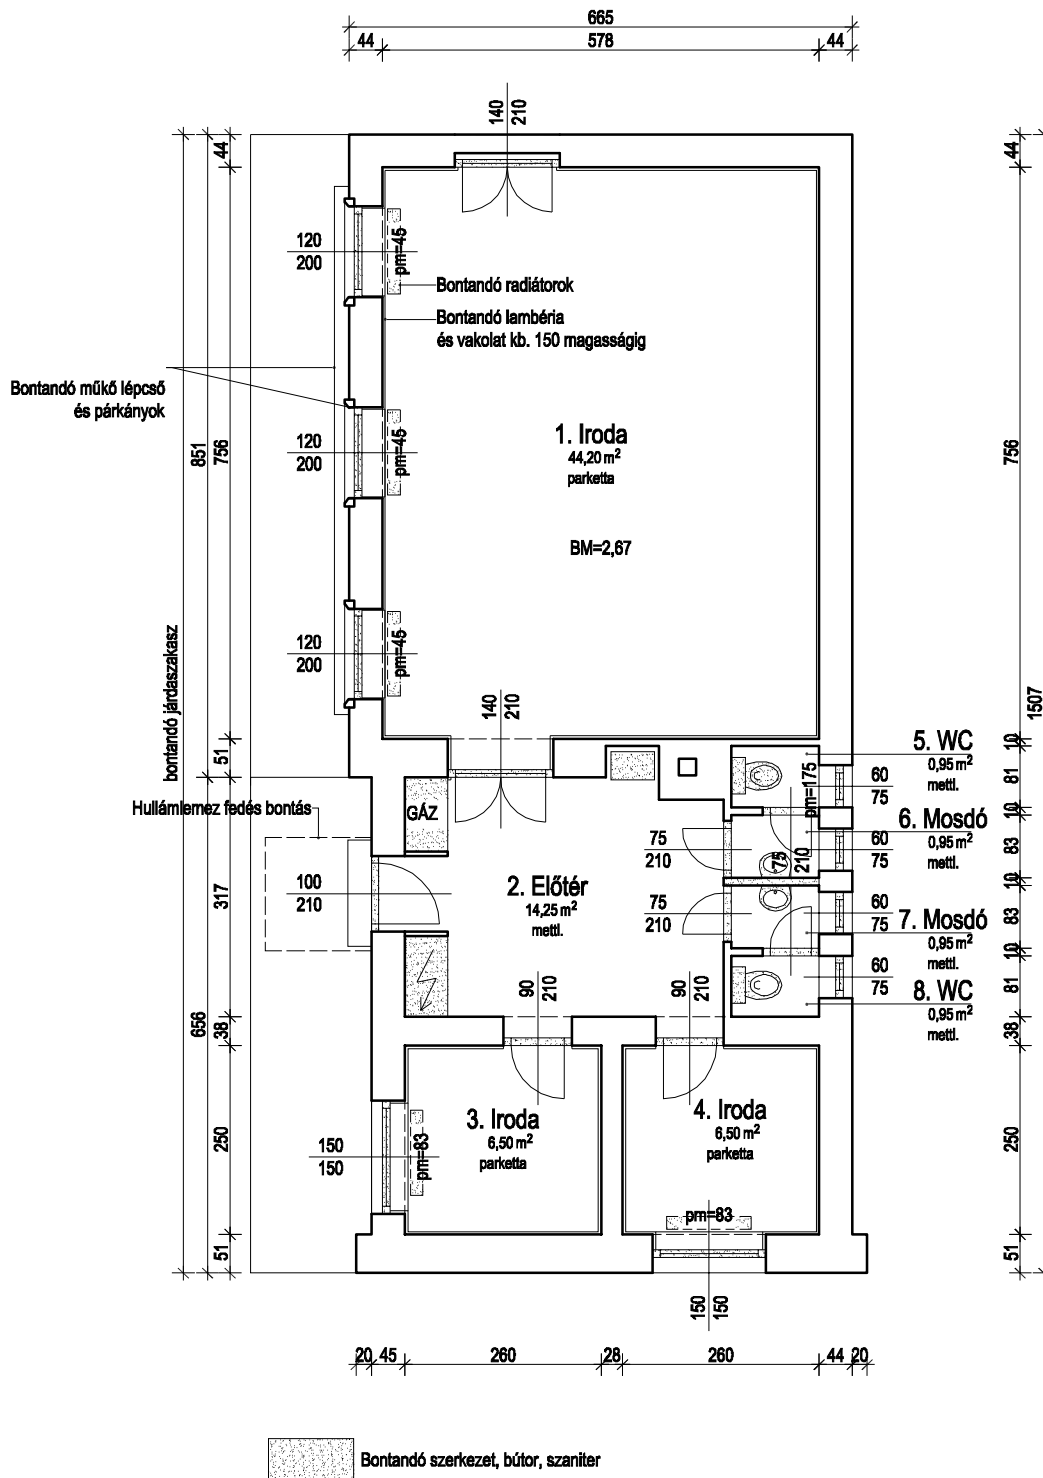 665
44
578
44
140
210
44
44
120
200
pm=45
Bontandó radiátorok
Bontandó lambéria
és vakolat kb. 150 magasságig
Bontandó műkő lépcső
és párkányok
851
756
756
120
200
pm=45
1. Iroda
44,20 m²
parketta
BM=2,67
120
200
pm=45
bontandó járdaszakasz
140
210
1507
51
10
5. WC
0,95 m²
mettl.
60
75
pm=175
81
Hullámlemez fedés bontás
GÁZ
10
6. Mosdó
0,95 m²
mettl.
75
210
75
210
60
75
83
100
210
2. Előtér
14,25 m²
mettl.
317
10
75
210
60
75
7. Mosdó
0,95 m²
mettl.
83
10
60
75
8. WC
0,95 m²
mettl.
81
90
210
90
210
656
38
38
3. Iroda
6,50 m²
parketta
4. Iroda
6,50 m²
parketta
150
150
pm=83
250
250
pm=83
51
51
150
150
20
45
260
28
260
44
20
Bontandó szerkezet, bútor, szaniter